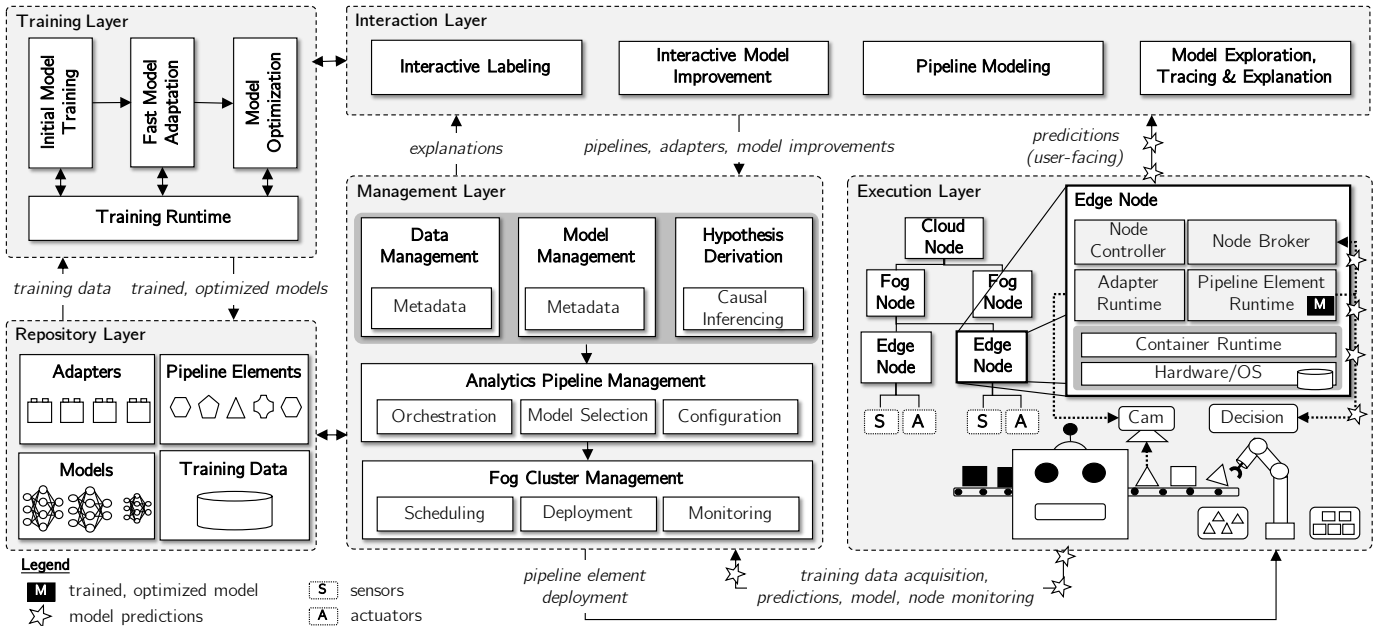 Training Layer
Initial Model
Training
Fast Model
Adaptation
Model
Optimization
Training Runtime
Interaction Layer
Interactive Labeling
Interactive Model
Improvement
Pipeline Modeling
Model Exploration,
Tracing & Explanation
explanations
pipelines, adapters, model improvements
predicitions
(user-facing)
training data
trained, optimized models
Repository Layer
Adapters
Pipeline Elements
Models
Training Data
Management Layer
Data
Management
Metadata
Model
Management
Metadata
Hypothesis
Derivation
Causal
Inferencing
Analytics Pipeline Management
Orchestration
Model Selection
Configuration
Fog Cluster Management
Scheduling
Deployment
Monitoring
Execution Layer
Cloud
Node
Fog
Node
Fog
Node
Edge
Node
Edge
Node
S
A
S
A
Edge Node
Node
Controller
Node Broker
Adapter
Runtime
Pipeline Element
Runtime
M
Container Runtime
Hardware/OS
Cam
Decision
Legend
M
trained, optimized model
model predictions
S
sensors
A
actuators
pipeline element
deployment
training data acquisition,
predictions, model, node monitoring